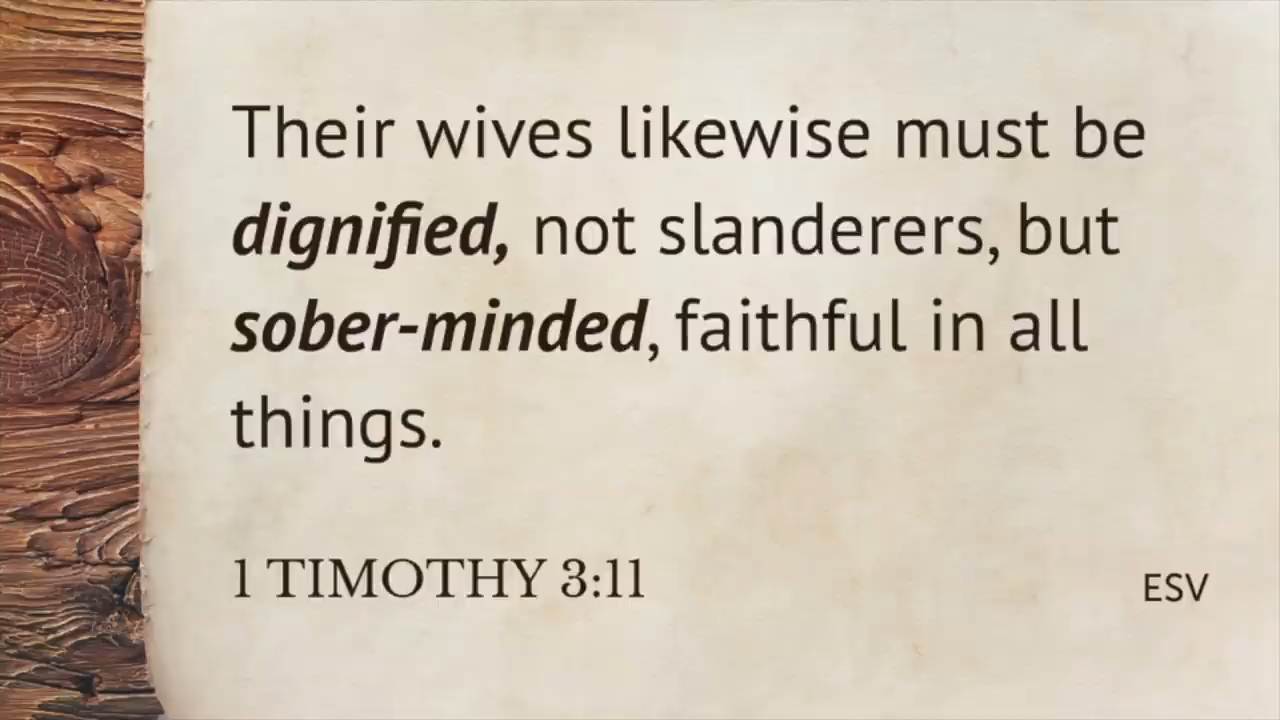 Their wives likewise must be
dignified, not slanderers, but
sober-minded, faithful in all
things.
1 TIMOTHY 3:11
ESV